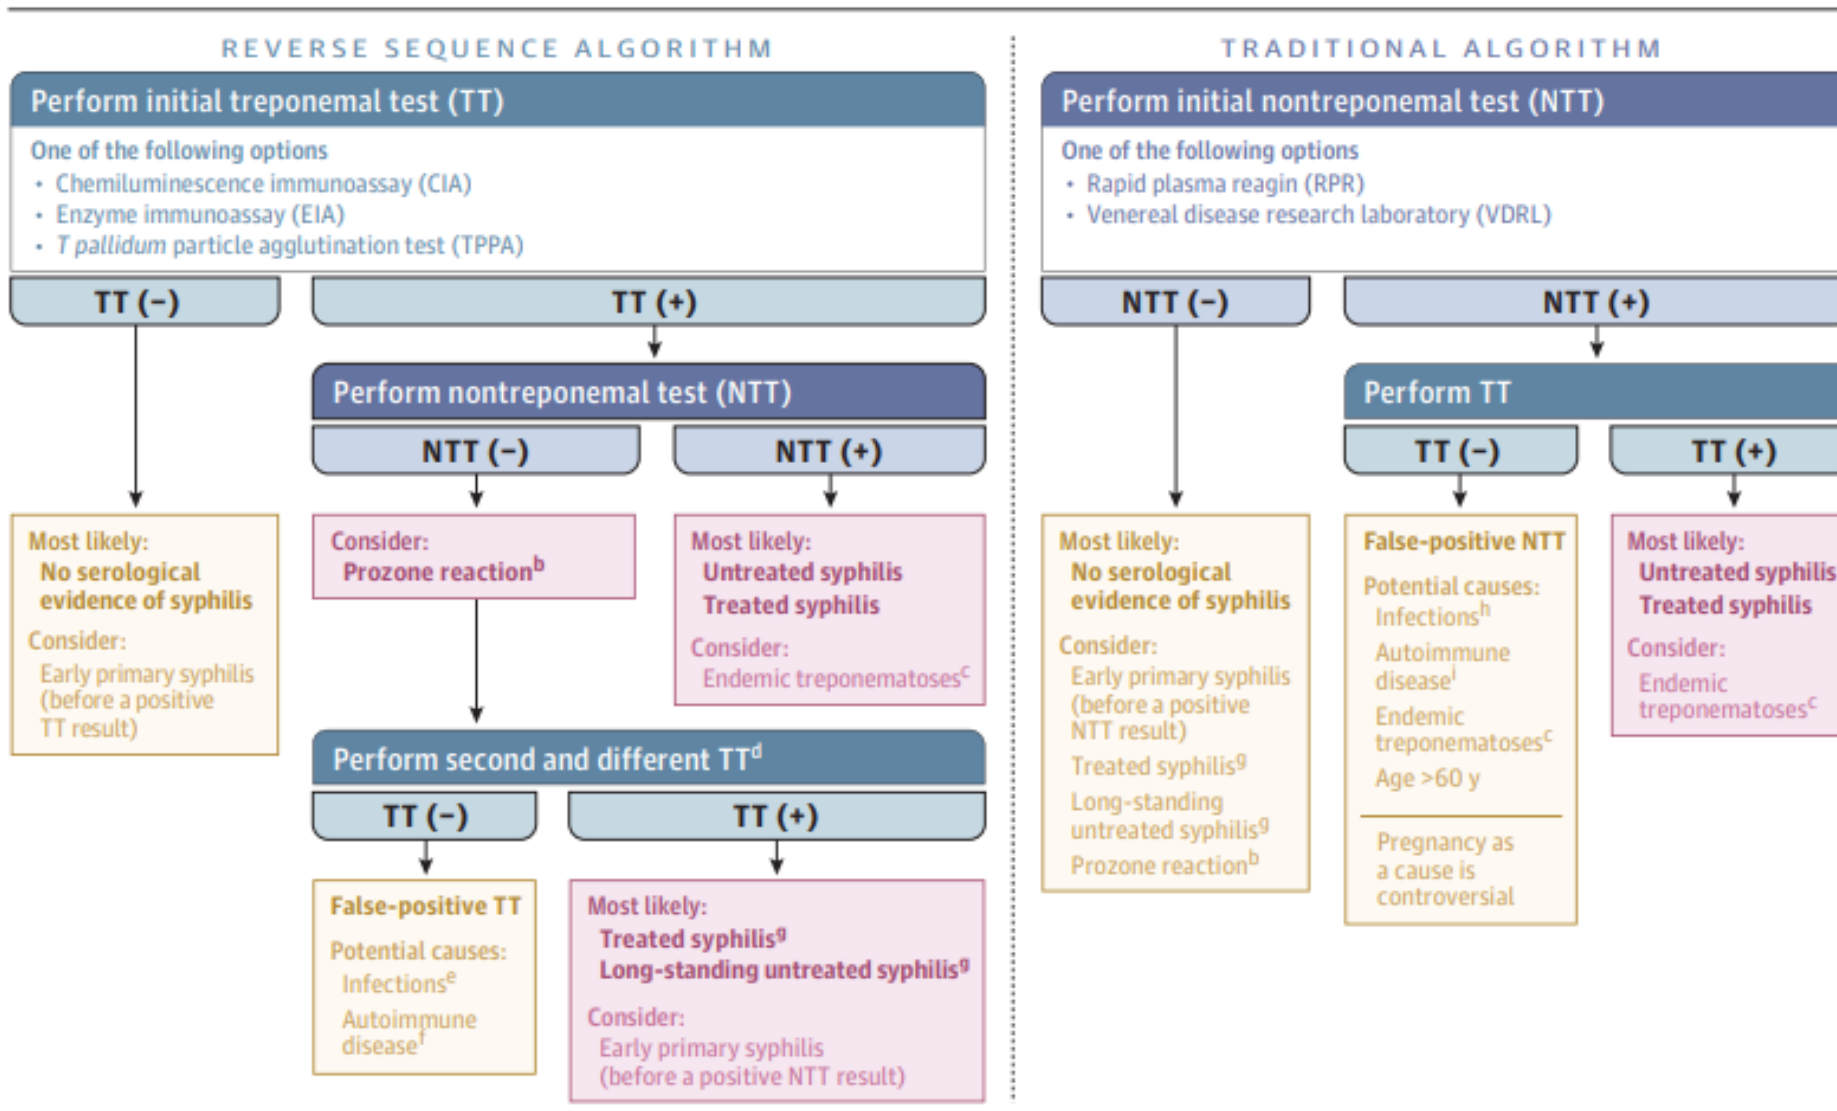 REVERSE SEQUENCE ALGORITHM
Perform initial treponemal test (TT)
One of the following options
• Chemiluminescence immunoassay (CIA)
• Enzyme immunoassay (EIA)
• T pallidum particle agglutination test (TPPA)
TT (−)
TT (+)
Perform nontreponemal test (NTT)
NTT (−)
NTT (+)
Most likely:
No serological
evidence of syphilis
Consider:
Early primary syphilis
(before a positive
TT result)
Consider:
Prozone reactionᵇ
Most likely:
Untreated syphilis
Treated syphilis
Consider:
Endemic treponematosesᶜ
Perform second and different TTᵈ
TT (−)
TT (+)
False-positive TT
Potential causes:
Infectionsᵉ
Autoimmune
diseaseᶠ
Most likely:
Treated syphilisᵍ
Long-standing untreated syphilisᵍ
Consider:
Early primary syphilis
(before a positive NTT result)
TRADITIONAL ALGORITHM
Perform initial nontreponemal test (NTT)
One of the following options
• Rapid plasma reagin (RPR)
• Venereal disease research laboratory (VDRL)
NTT (−)
NTT (+)
Perform TT
TT (−)
TT (+)
Most likely:
No serological
evidence of syphilis
Consider:
Early primary syphilis
(before a positive
NTT result)
Treated syphilisᵍ
Long-standing
untreated syphilisᵍ
Prozone reactionᵇ
False-positive NTT
Potential causes:
Infectionsʰ
Autoimmune
diseaseⁱ
Endemic
treponematosesᶜ
Age >60 y
Pregnancy as
a cause is
controversial
Most likely:
Untreated syphilis
Treated syphilis
Consider:
Endemic
treponematosesᶜ